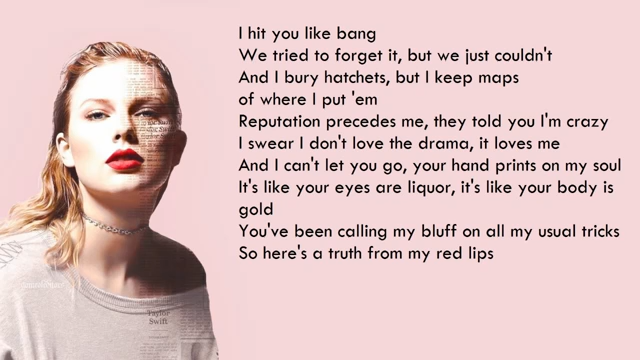 I hit you like bang
We tried to forget it, but we just couldn't
And I bury hatchets, but I keep maps
of where I put 'em
Reputation precedes me, they told you I'm crazy
I swear I don't love the drama, it loves me
And I can't let you go, your hand prints on my soul
It's like your eyes are liquor, it's like your body is
gold
You've been calling my bluff on all my usual tricks
So here's a truth from my red lips
Taylor
Swift